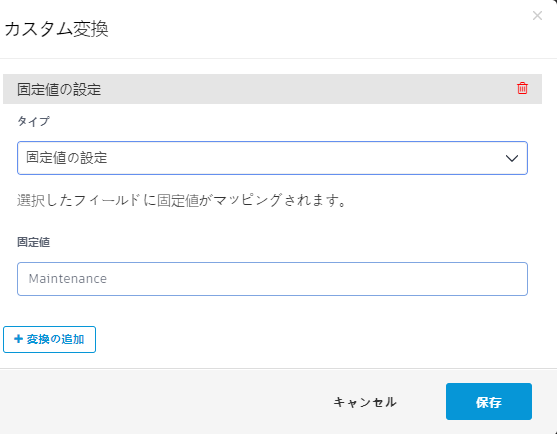 カスタム変換
固定値の設定
タイプ
固定値の設定
選択したフィールドに固定値がマッピングされます。
固定値
Maintenance
+ 変換の追加
キャンセル
保存